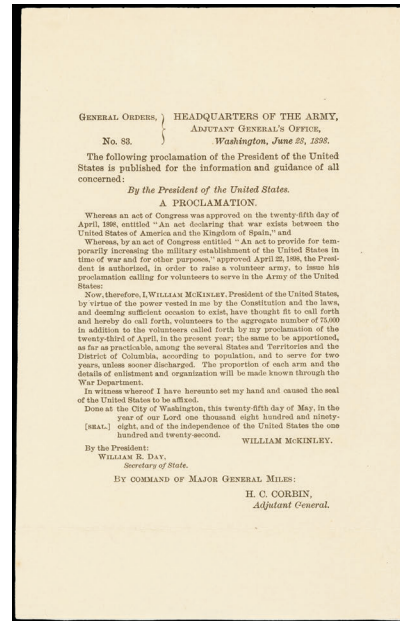 GENERAL ORDERS, } HEADQUARTERS OF THE ARMY,
ADJUTANT GENERAL'S OFFICE,
No. 83. Washington, June 28, 1898.
The following proclamation of the President of the United
States is published for the information and guidance of all
concerned:
By the President of the United States.
A PROCLAMATION.
Whereas an act of Congress was approved on the twenty-fifth day of
April, 1898, entitled "An act declaring that war exists between the
United States of America and the Kingdom of Spain," and
Whereas, by an act of Congress entitled "An act to provide for tem-
porarily increasing the military establishment of the United States in
time of war and for other purposes," approved April 22, 1898, the Presi-
dent is authorized, in order to raise a volunteer army, to issue his
proclamation calling for volunteers to serve in the Army of the United
States:
Now, therefore, I, WILLIAM MCKINLEY, President of the United States,
by virtue of the power vested in me by the Constitution and the laws,
and deeming sufficient occasion to exist, have thought fit to call forth
and hereby do call forth, volunteers to the aggregate number of 75,000
in addition to the volunteers called forth by my proclamation of the
twenty-third of April, in the present year; the same to be apportioned,
as far as practicable, among the several States and Territories and the
District of Columbia, according to population, and to serve for two
years, unless sooner discharged. The proportion of each arm and the
details of enlistment and organization will be made known through the
War Department.
In witness whereof I have hereunto set my hand and caused the seal
of the United States to be affixed.
Done at the City of Washington, this twenty-fifth day of May, in the
year of our Lord one thousand eight hundred and ninety-
[SEAL.] eight, and of the independence of the United States the one
hundred and twenty-second.
WILLIAM McKINLEY.
By the President:
WILLIAM R. DAY,
Secretary of State.
BY COMMAND OF MAJOR GENERAL MILES:
H. C. CORBIN,
Adjutant General.